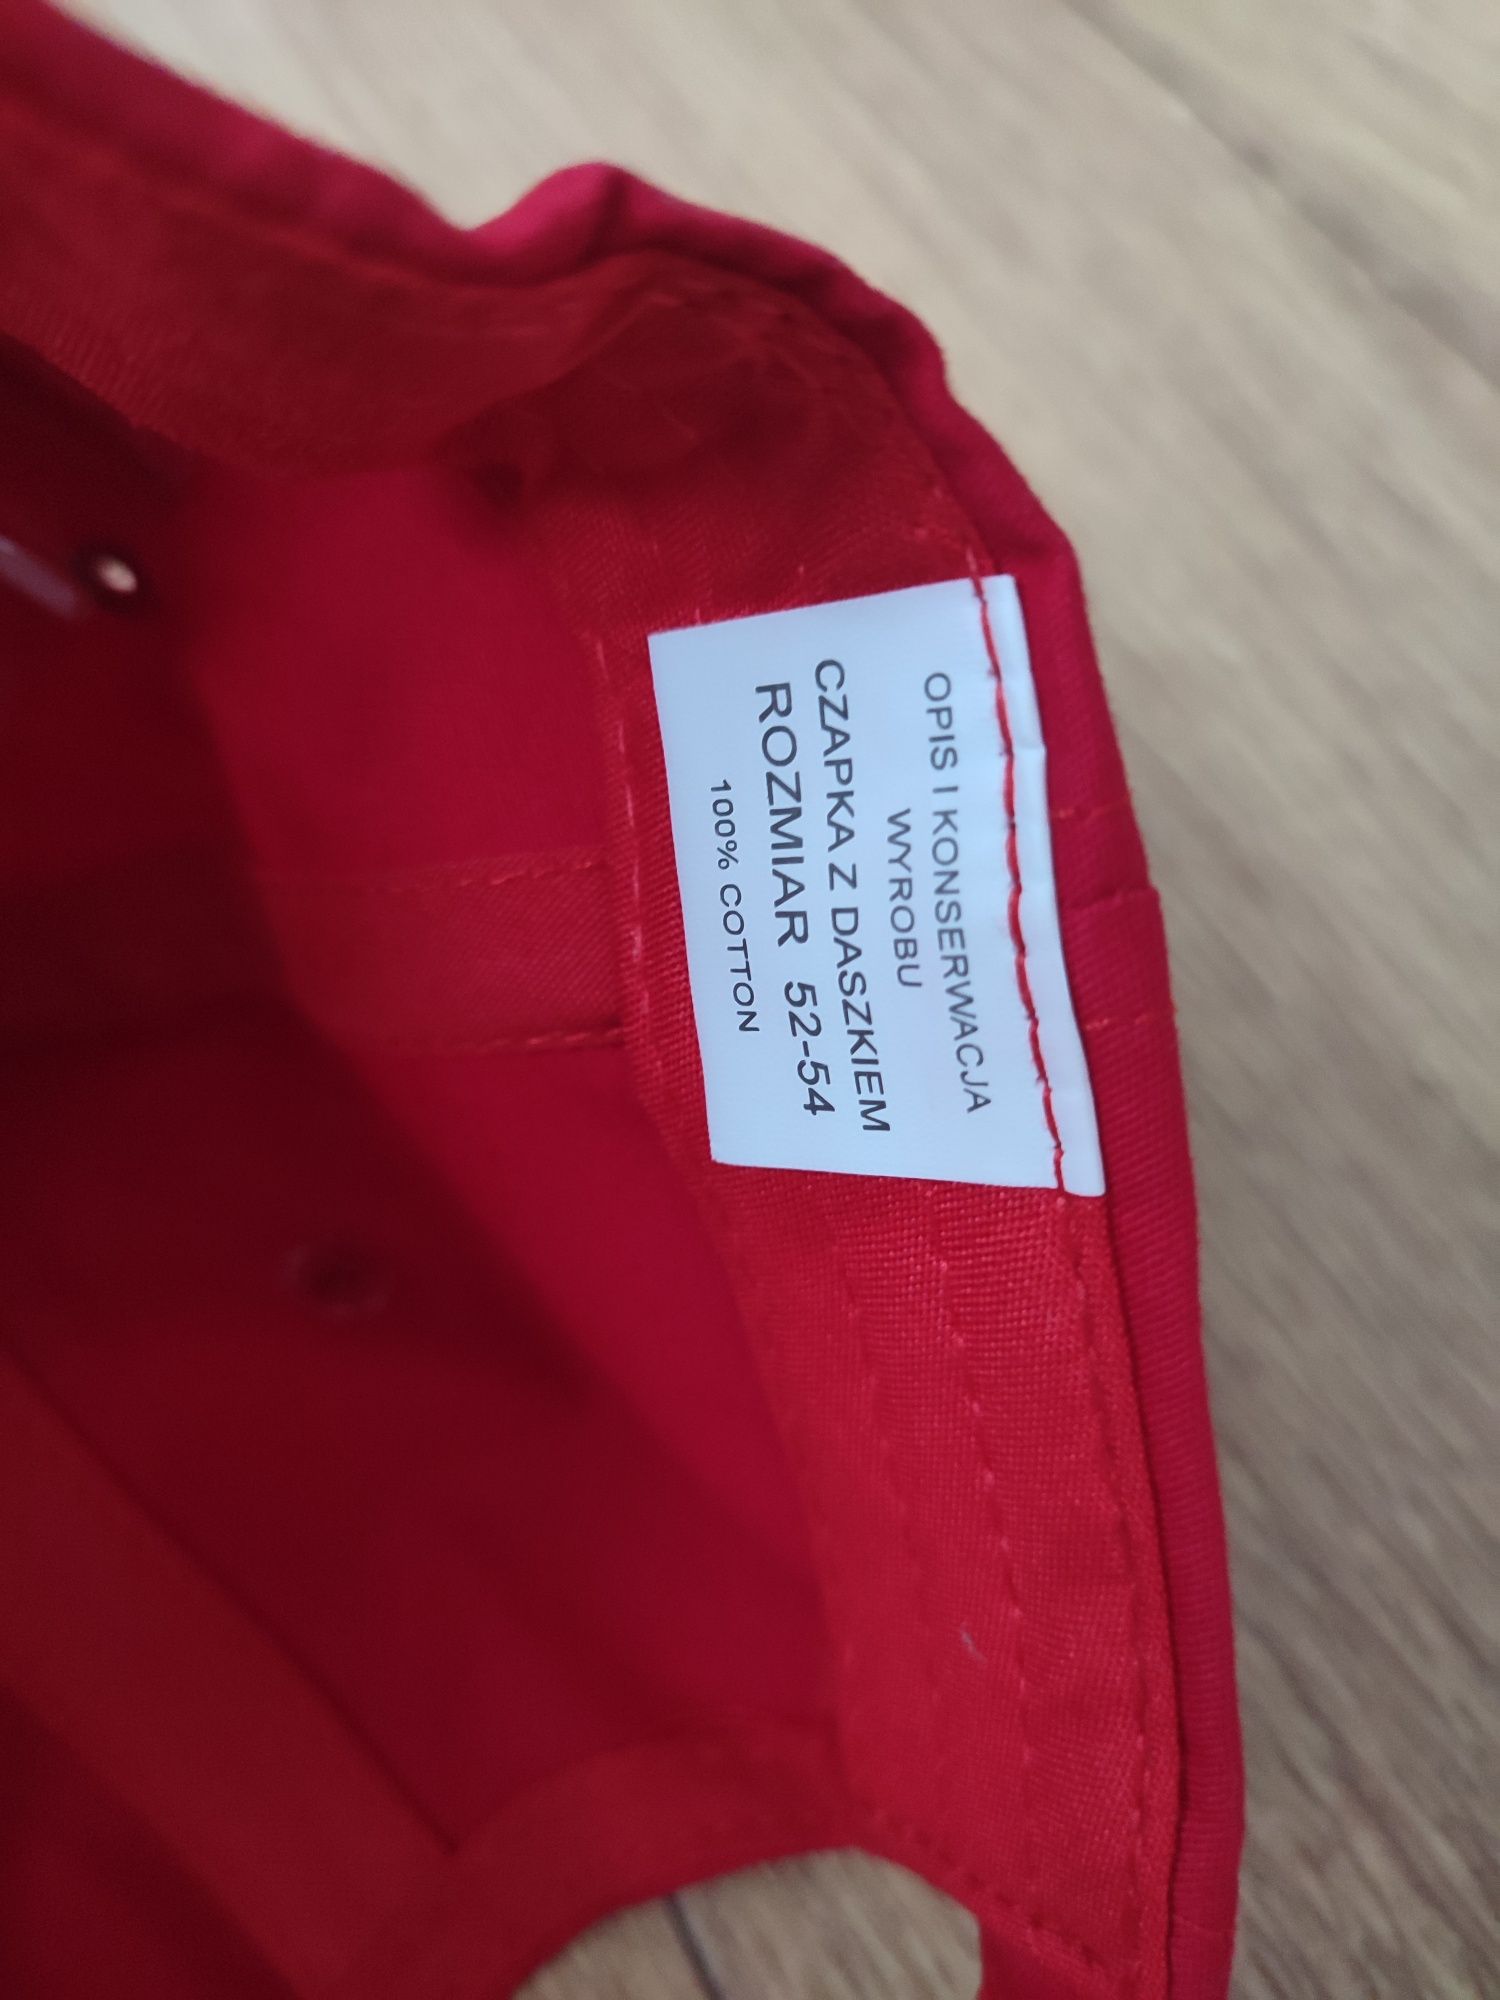 OPIS I KONSERWACJA
WYROBU
CZAPKA Z DASZKIEM
ROZMIAR 52-54
100% COTTON